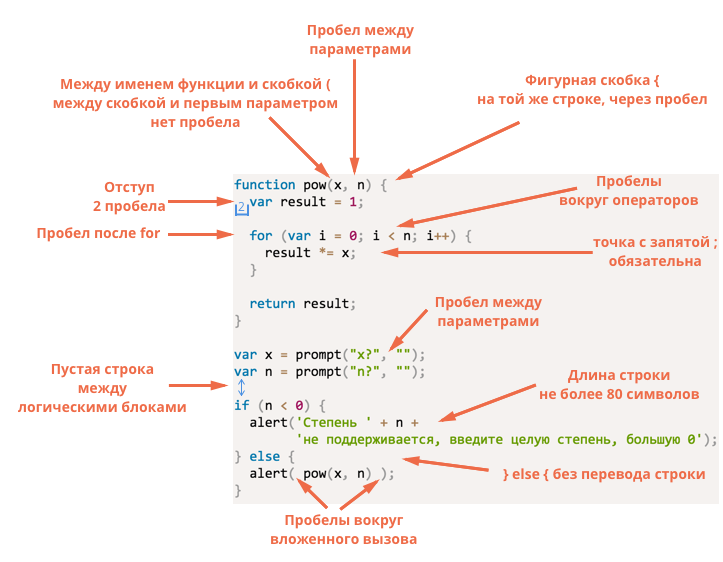 Пробел между
параметрами
Между именем функции и скобкой (
между скобкой и первым параметром
нет пробела
Фигурная скобка {
на той же строке, через пробел
Отступ
2 пробела
Пробел после for
Пробелы
вокруг операторов
точка с запятой ;
обязательна
Пробел между
параметрами
Пустая строка
между
логическими блоками
Длина строки
не более 80 символов
} else { без перевода строки
Пробелы вокруг
вложенного вызова
function pow(x, n) {
2 var result = 1;
for (var i = 0; i < n; i++) {
result *= x;
}
return result;
}
var x = prompt("x?", "");
var n = prompt("n?", "");
if (n < 0) {
alert('Степень ' + n +
'не поддерживается, введите целую степень, большую 0');
} else {
alert( pow(x, n) );
}